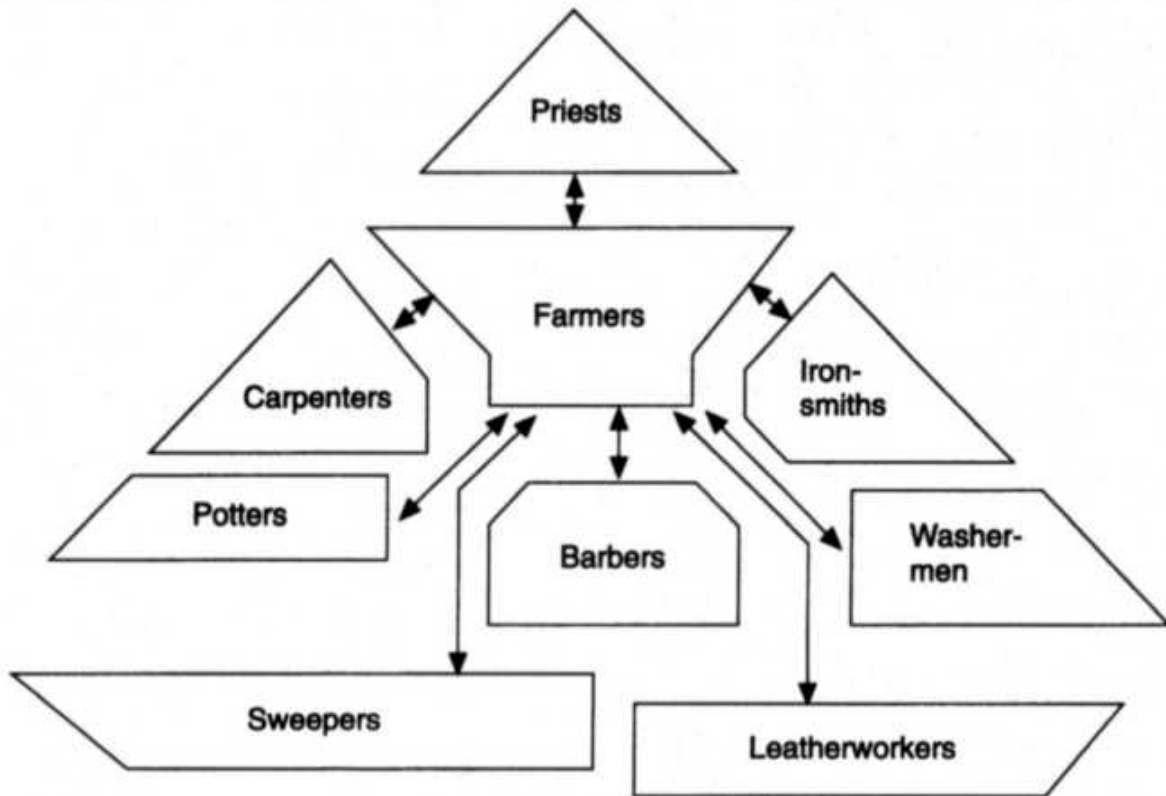 Priests
Farmers
Carpenters
Iron-
smiths
Potters
Barbers
Washer-
men
Sweepers
Leatherworkers